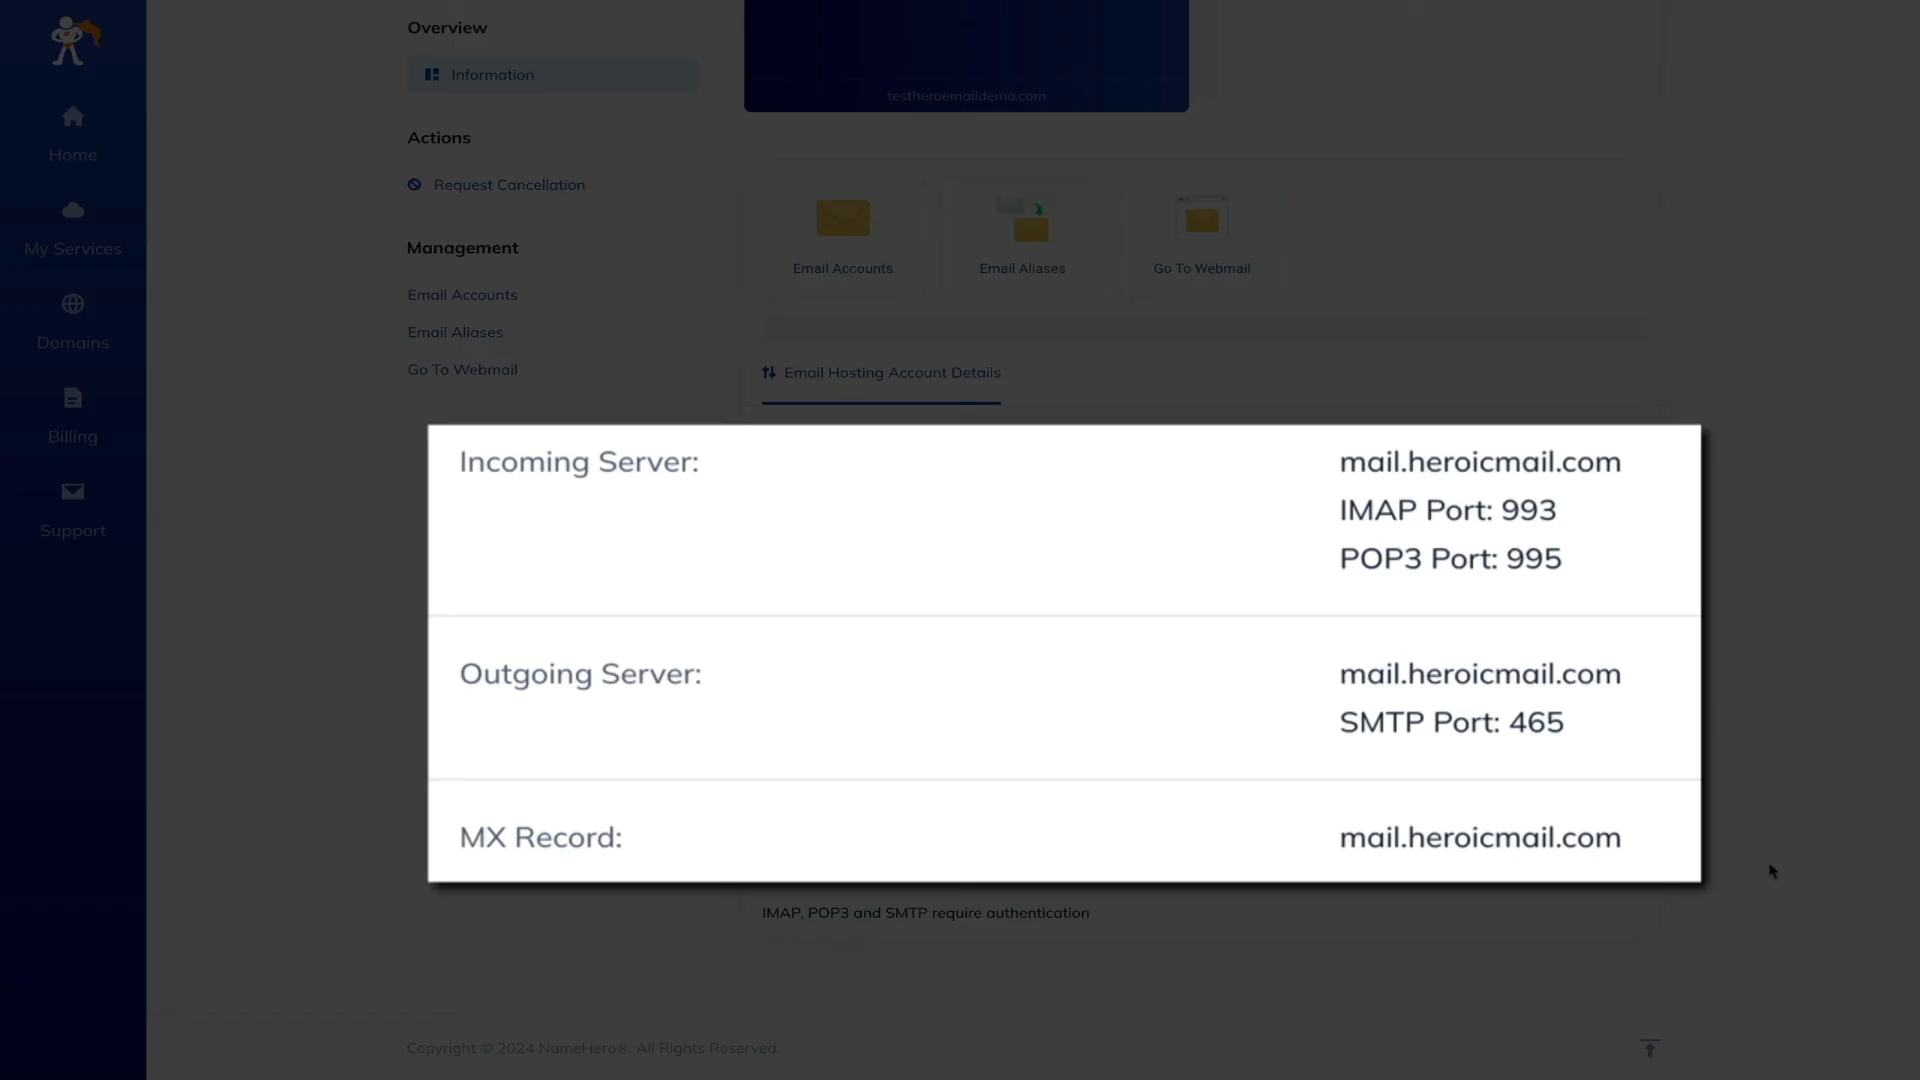 Home
My Services
Domains
Billing
Support
Overview
Information
Actions
Request Cancellation
Management
Email Accounts
Email Aliases
Go To Webmail
testheroemaildemo.com
Email Accounts
Email Aliases
Go To Webmail
Email Hosting Account Details
Incoming Server:
mail.heroicmail.com
IMAP Port: 993
POP3 Port: 995
Outgoing Server:
mail.heroicmail.com
SMTP Port: 465
MX Record:
mail.heroicmail.com
IMAP, POP3 and SMTP require authentication
Copyright © 2024 NameHero®. All Rights Reserved.